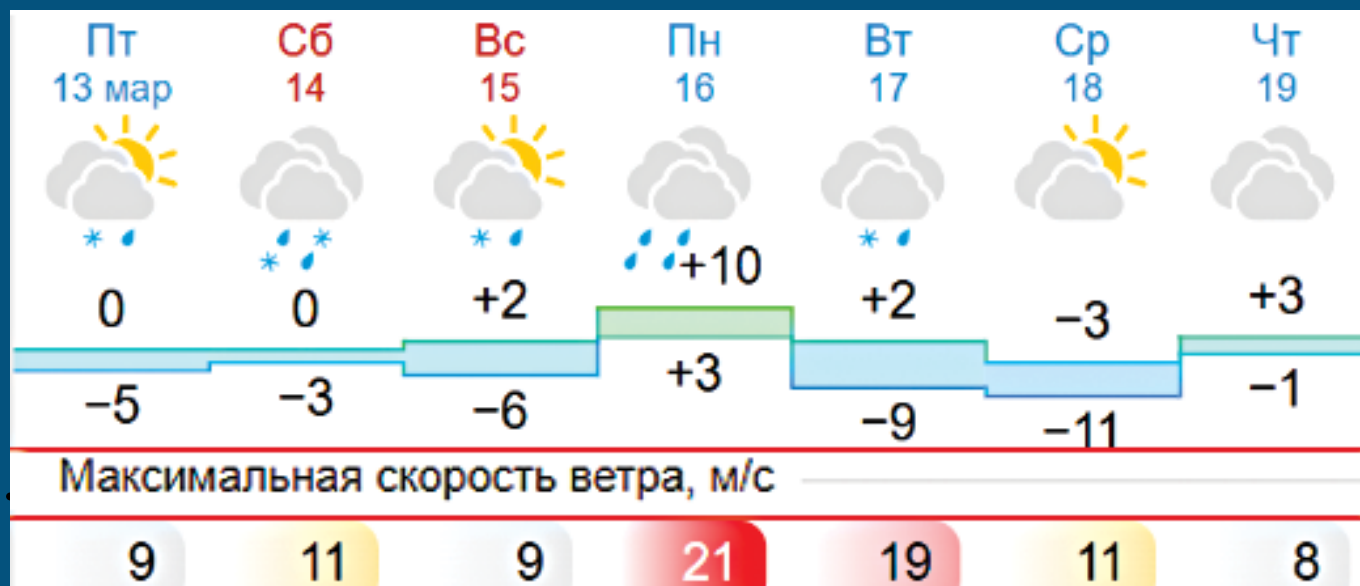 Пт Сб Вс Пн Вт Ср Чт
13 мар 14 15 16 17 18 19
0 0 +2 +10 +2 −3 +3
−5 −3 −6 +3 −9 −11 −1
Максимальная скорость ветра, м/с
9 11 9 21 19 11 8